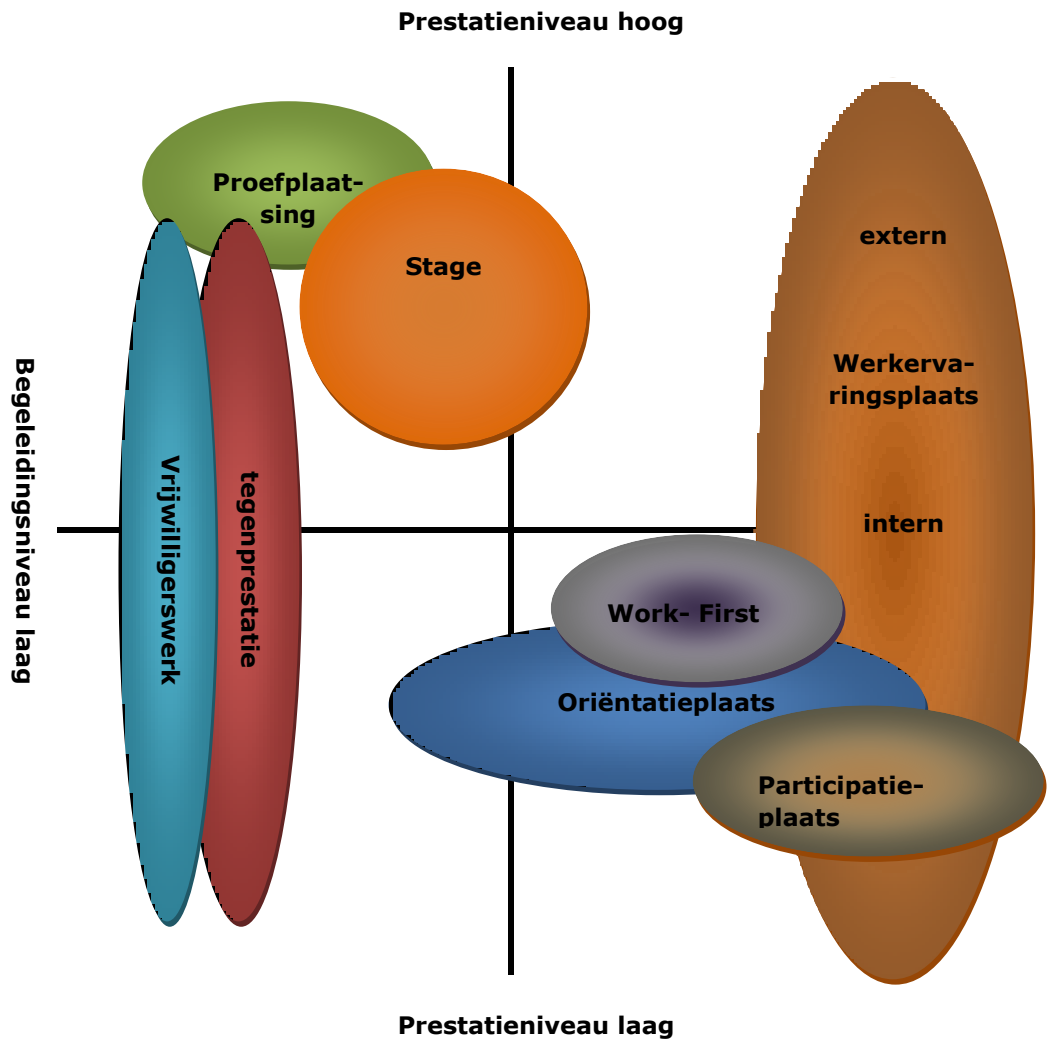 Prestatieniveau hoog
Proefplaat-
sing
Stage
extern
Werkerva-
ringsplaats
intern
Begeleidingsniveau laag
Vrijwilligerswerk
tegenprestatie
Work- First
Oriëntatieplaats
Participatie-
plaats
Prestatieniveau laag